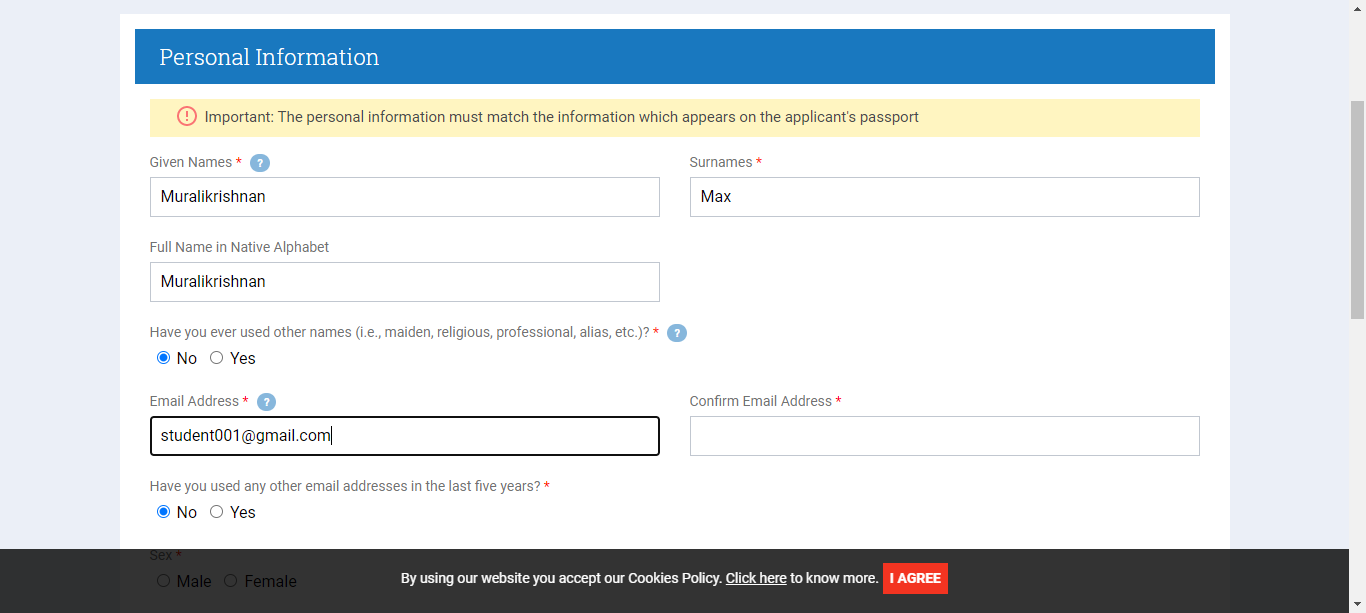 Personal Information
Important: The personal information must match the information which appears on the applicant's passport
Given Names * ?
Surnames *
Muralikrishnan
Max
Full Name in Native Alphabet
Muralikrishnan
Have you ever used other names (i.e., maiden, religious, professional, alias, etc.)? * ?
No Yes
Email Address * ?
Confirm Email Address *
student001@gmail.com
Have you used any other email addresses in the last five years? *
No Yes
Sex *
Male Female
By using our website you accept our Cookies Policy. Click here to know more. I AGREE